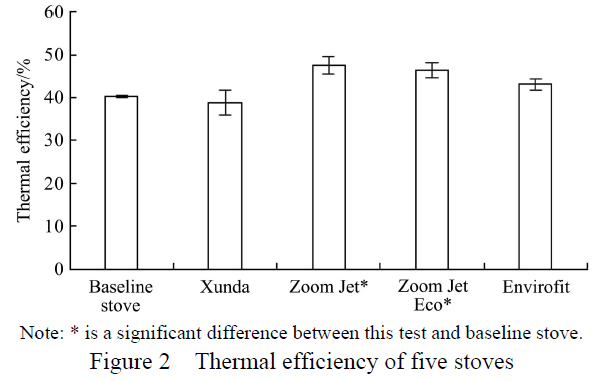 60
50
40
30
20
10
0
Thermal efficiency/%
Baseline stove
Xunda
Zoom Jet*
Zoom Jet Eco*
Envirofit
Note: * is a significant difference between this test and baseline stove.
Figure 2 Thermal efficiency of five stoves